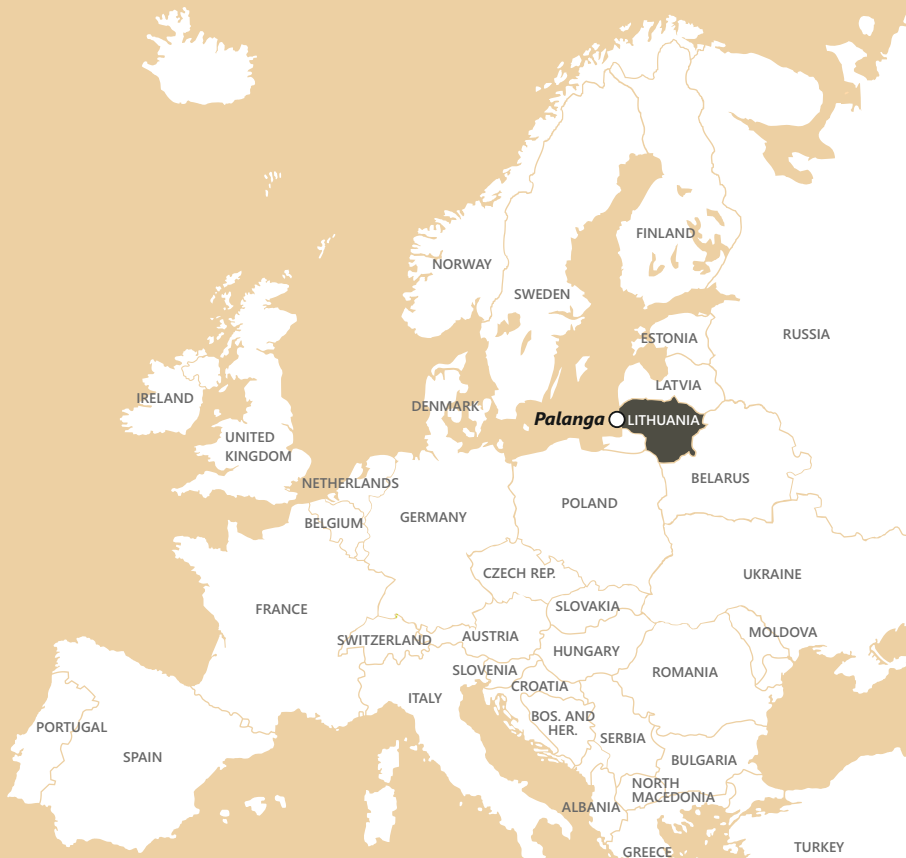 FINLAND
NORWAY
SWEDEN
RUSSIA
ESTONIA
LATVIA
IRELAND
DENMARK
Palanga
LITHUANIA
UNITED
KINGDOM
BELARUS
NETHERLANDS
POLAND
BELGIUM
GERMANY
CZECH REP.
UKRAINE
SLOVAKIA
FRANCE
MOLDOVA
SWITZERLAND
AUSTRIA
HUNGARY
SLOVENIA
ROMANIA
CROATIA
ITALY
BOS. AND
HER.
PORTUGAL
SERBIA
SPAIN
BULGARIA
NORTH
MACEDONIA
ALBANIA
GREECE
TURKEY